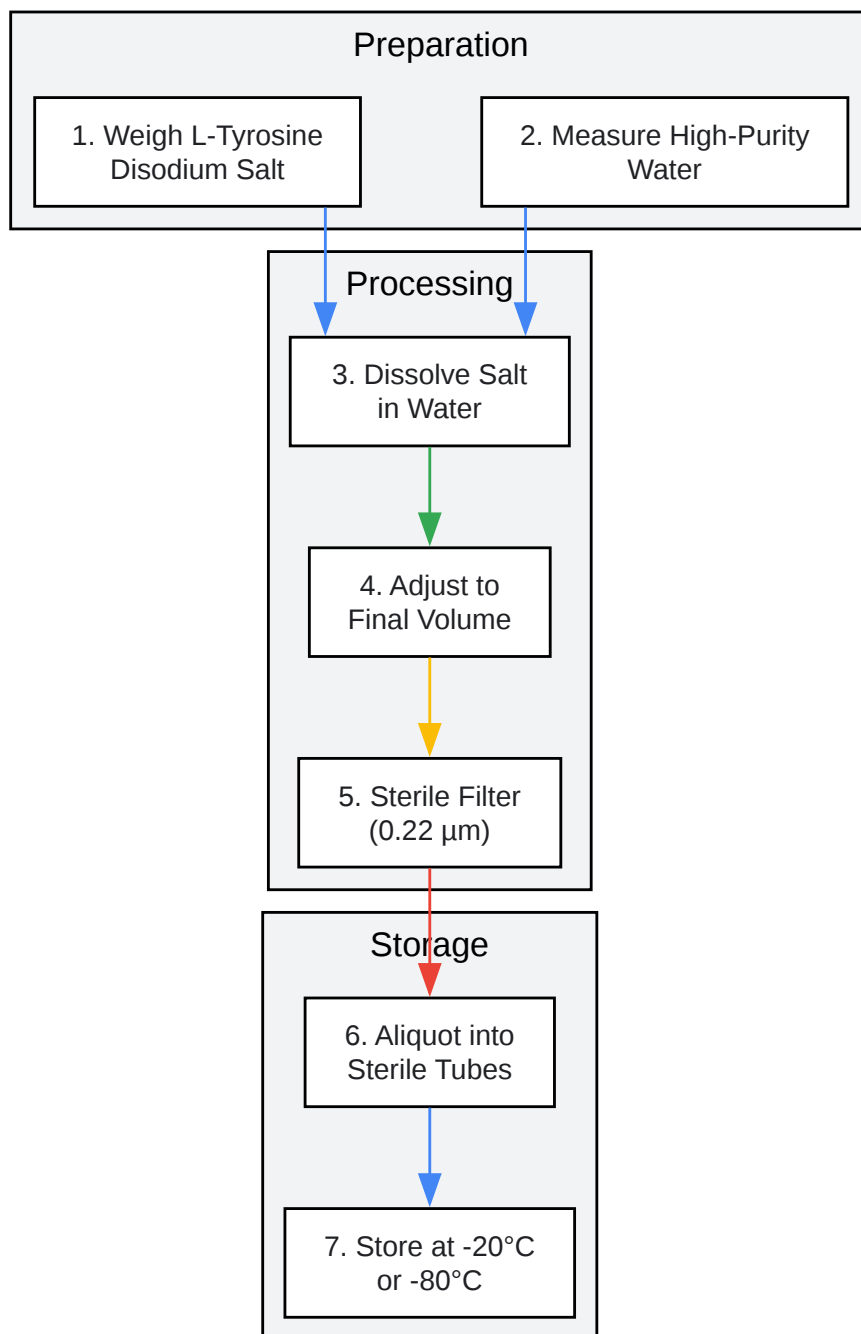 Preparation
1. Weigh L-Tyrosine
Disodium Salt
2. Measure High-Purity
Water
Processing
3. Dissolve Salt
in Water
4. Adjust to
Final Volume
5. Sterile Filter
(0.22 µm)
Storage
6. Aliquot into
Sterile Tubes
7. Store at -20°C
or -80°C